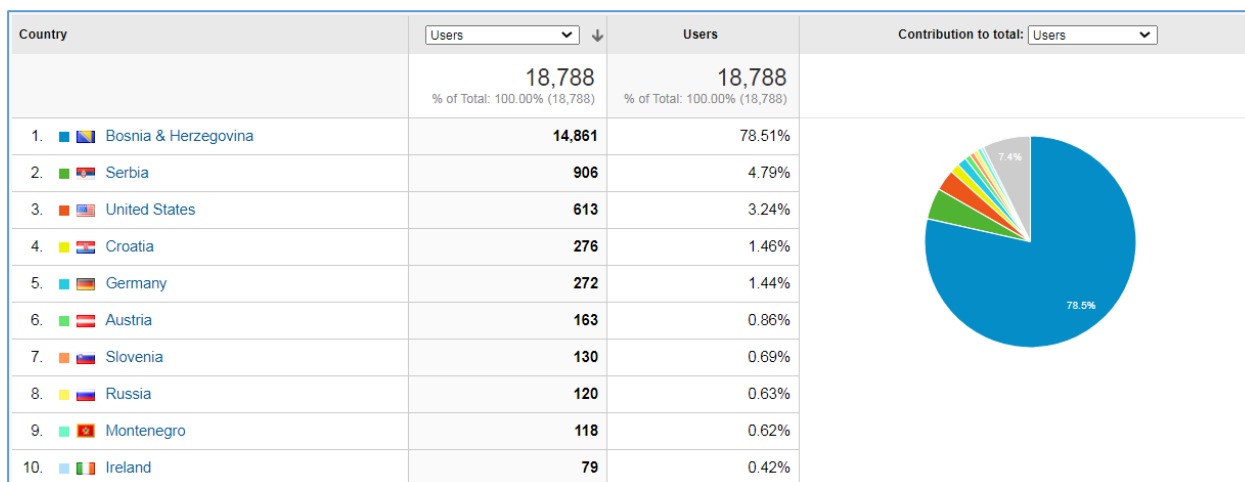 Country Users Users Contribution to total: Users
18,788 18,788
% of Total: 100.00% (18,788) % of Total: 100.00% (18,788)
1. Bosnia & Herzegovina 14,861 78.51%
2. Serbia 906 4.79%
3. United States 613 3.24%
4. Croatia 276 1.46%
5. Germany 272 1.44%
6. Austria 163 0.86%
7. Slovenia 130 0.69%
8. Russia 120 0.63%
9. Montenegro 118 0.62%
10. Ireland 79 0.42%
7.4%
78.5%